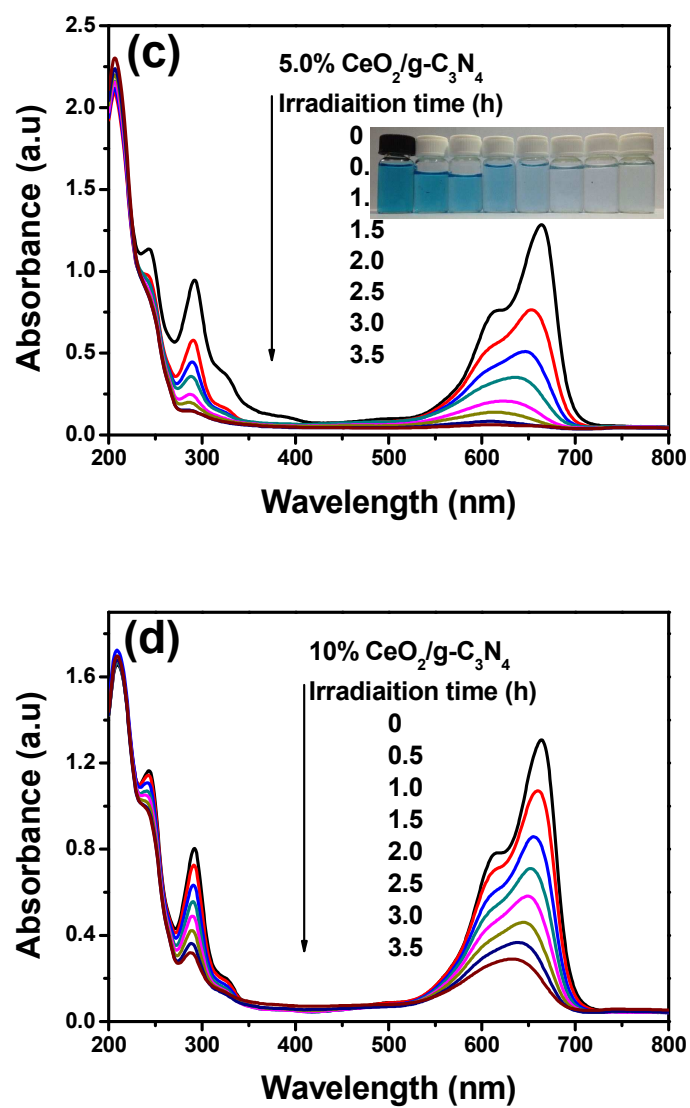 (c)
5.0% CeO2/g-C3N4
Irradiaition time (h)
0
0.
1.
1.5
2.0
2.5
3.0
3.5
2.5
2.0
1.5
1.0
0.5
0.0
Absorbance (a.u)
200 300 400 500 600 700 800
Wavelength (nm)
(d)
10% CeO2/g-C3N4
Irradiaition time (h)
0
0.5
1.0
1.5
2.0
2.5
3.0
3.5
1.6
1.2
0.8
0.4
0.0
Absorbance (a.u)
200 300 400 500 600 700 800
Wavelength (nm)